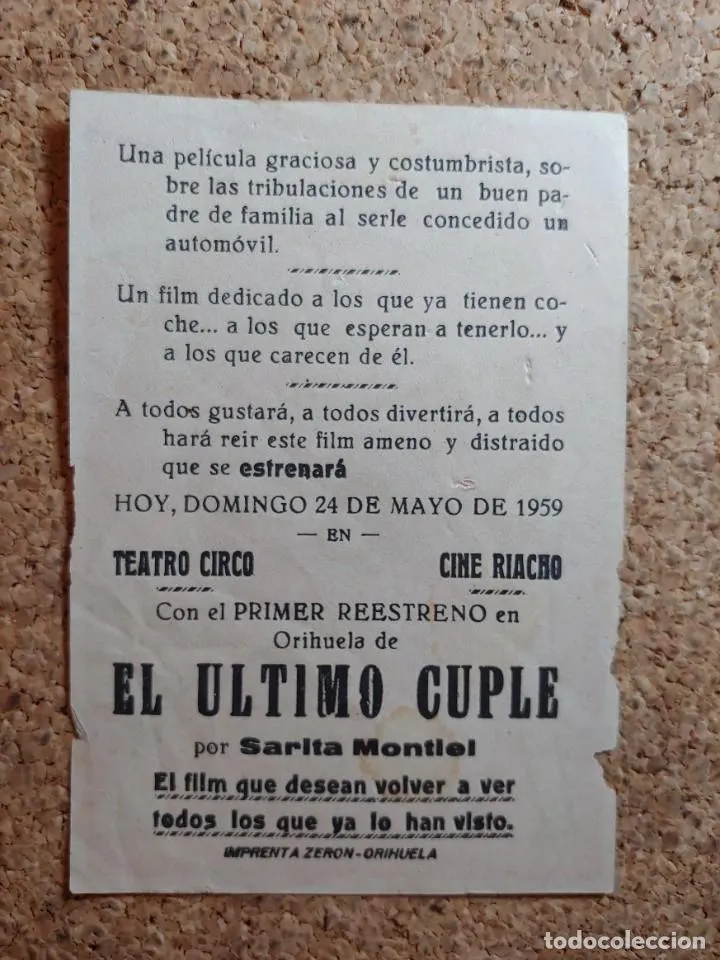 Una película graciosa y costumbrista, so-
bre las tribulaciones de un buen pa-
dre de familia al serle concedido un
automóvil.
Un film dedicado a los que ya tienen co-
che... a los que esperan a tenerlo... y
a los que carecen de él.
A todos gustará, a todos divertirá, a todos
hará reir este film ameno y distraido
que se estrenará
HOY, DOMINGO 24 DE MAYO DE 1959
— EN —
TEATRO CIRCO CINE RIACHO
Con el PRIMER REESTRENO en
Orihuela de
EL ULTIMO CUPLE
por Sarita Montiel
El film que desean volver a ver
todos los que ya lo han visto.
IMPRENTA ZERON-ORIHUELA
todocoleccion.net